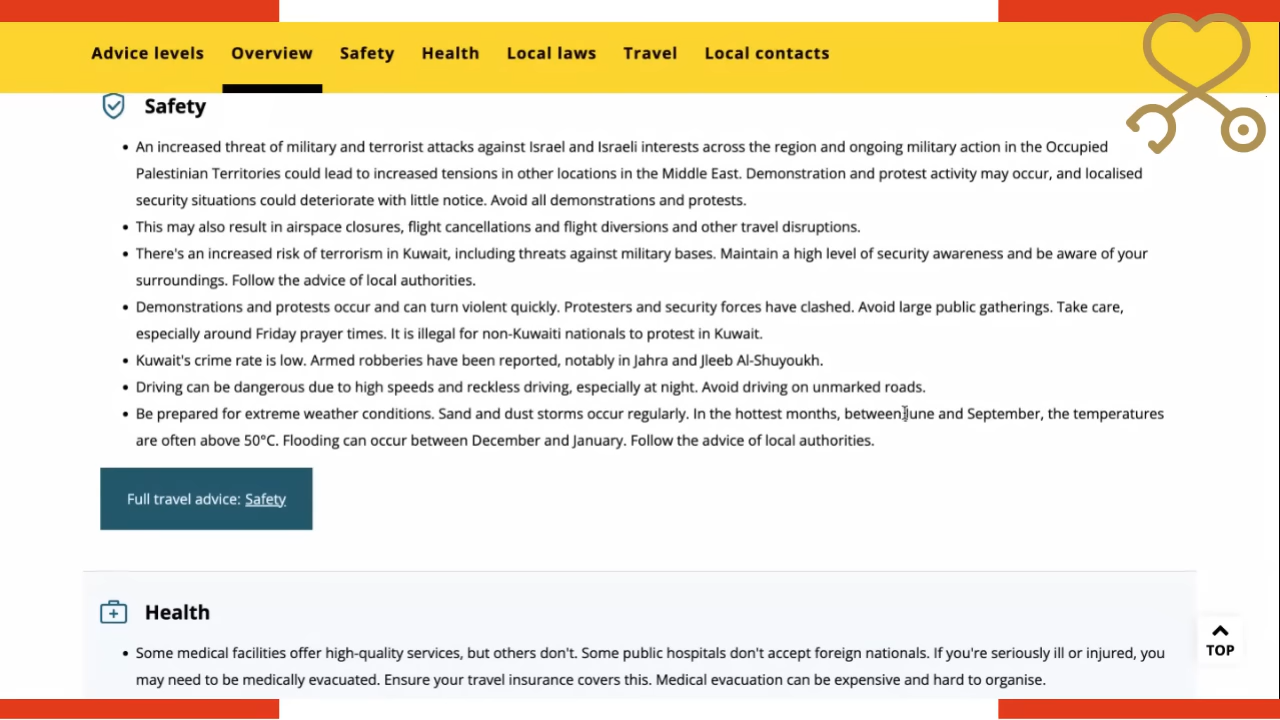 Advice levels Overview Safety Health Local laws Travel Local contacts
Safety
• An increased threat of military and terrorist attacks against Israel and Israeli interests across the region and ongoing military action in the Occupied
Palestinian Territories could lead to increased tensions in other locations in the Middle East. Demonstration and protest activity may occur, and localised
security situations could deteriorate with little notice. Avoid all demonstrations and protests.
• This may also result in airspace closures, flight cancellations and flight diversions and other travel disruptions.
• There's an increased risk of terrorism in Kuwait, including threats against military bases. Maintain a high level of security awareness and be aware of your
surroundings. Follow the advice of local authorities.
• Demonstrations and protests occur and can turn violent quickly. Protesters and security forces have clashed. Avoid large public gatherings. Take care,
especially around Friday prayer times. It is illegal for non-Kuwaiti nationals to protest in Kuwait.
• Kuwait's crime rate is low. Armed robberies have been reported, notably in Jahra and Jleeb Al-Shuyoukh.
• Driving can be dangerous due to high speeds and reckless driving, especially at night. Avoid driving on unmarked roads.
• Be prepared for extreme weather conditions. Sand and dust storms occur regularly. In the hottest months, between June and September, the temperatures
are often above 50°C. Flooding can occur between December and January. Follow the advice of local authorities.
Full travel advice: Safety
Health
• Some medical facilities offer high-quality services, but others don't. Some public hospitals don't accept foreign nationals. If you're seriously ill or injured, you
may need to be medically evacuated. Ensure your travel insurance covers this. Medical evacuation can be expensive and hard to organise.
TOP